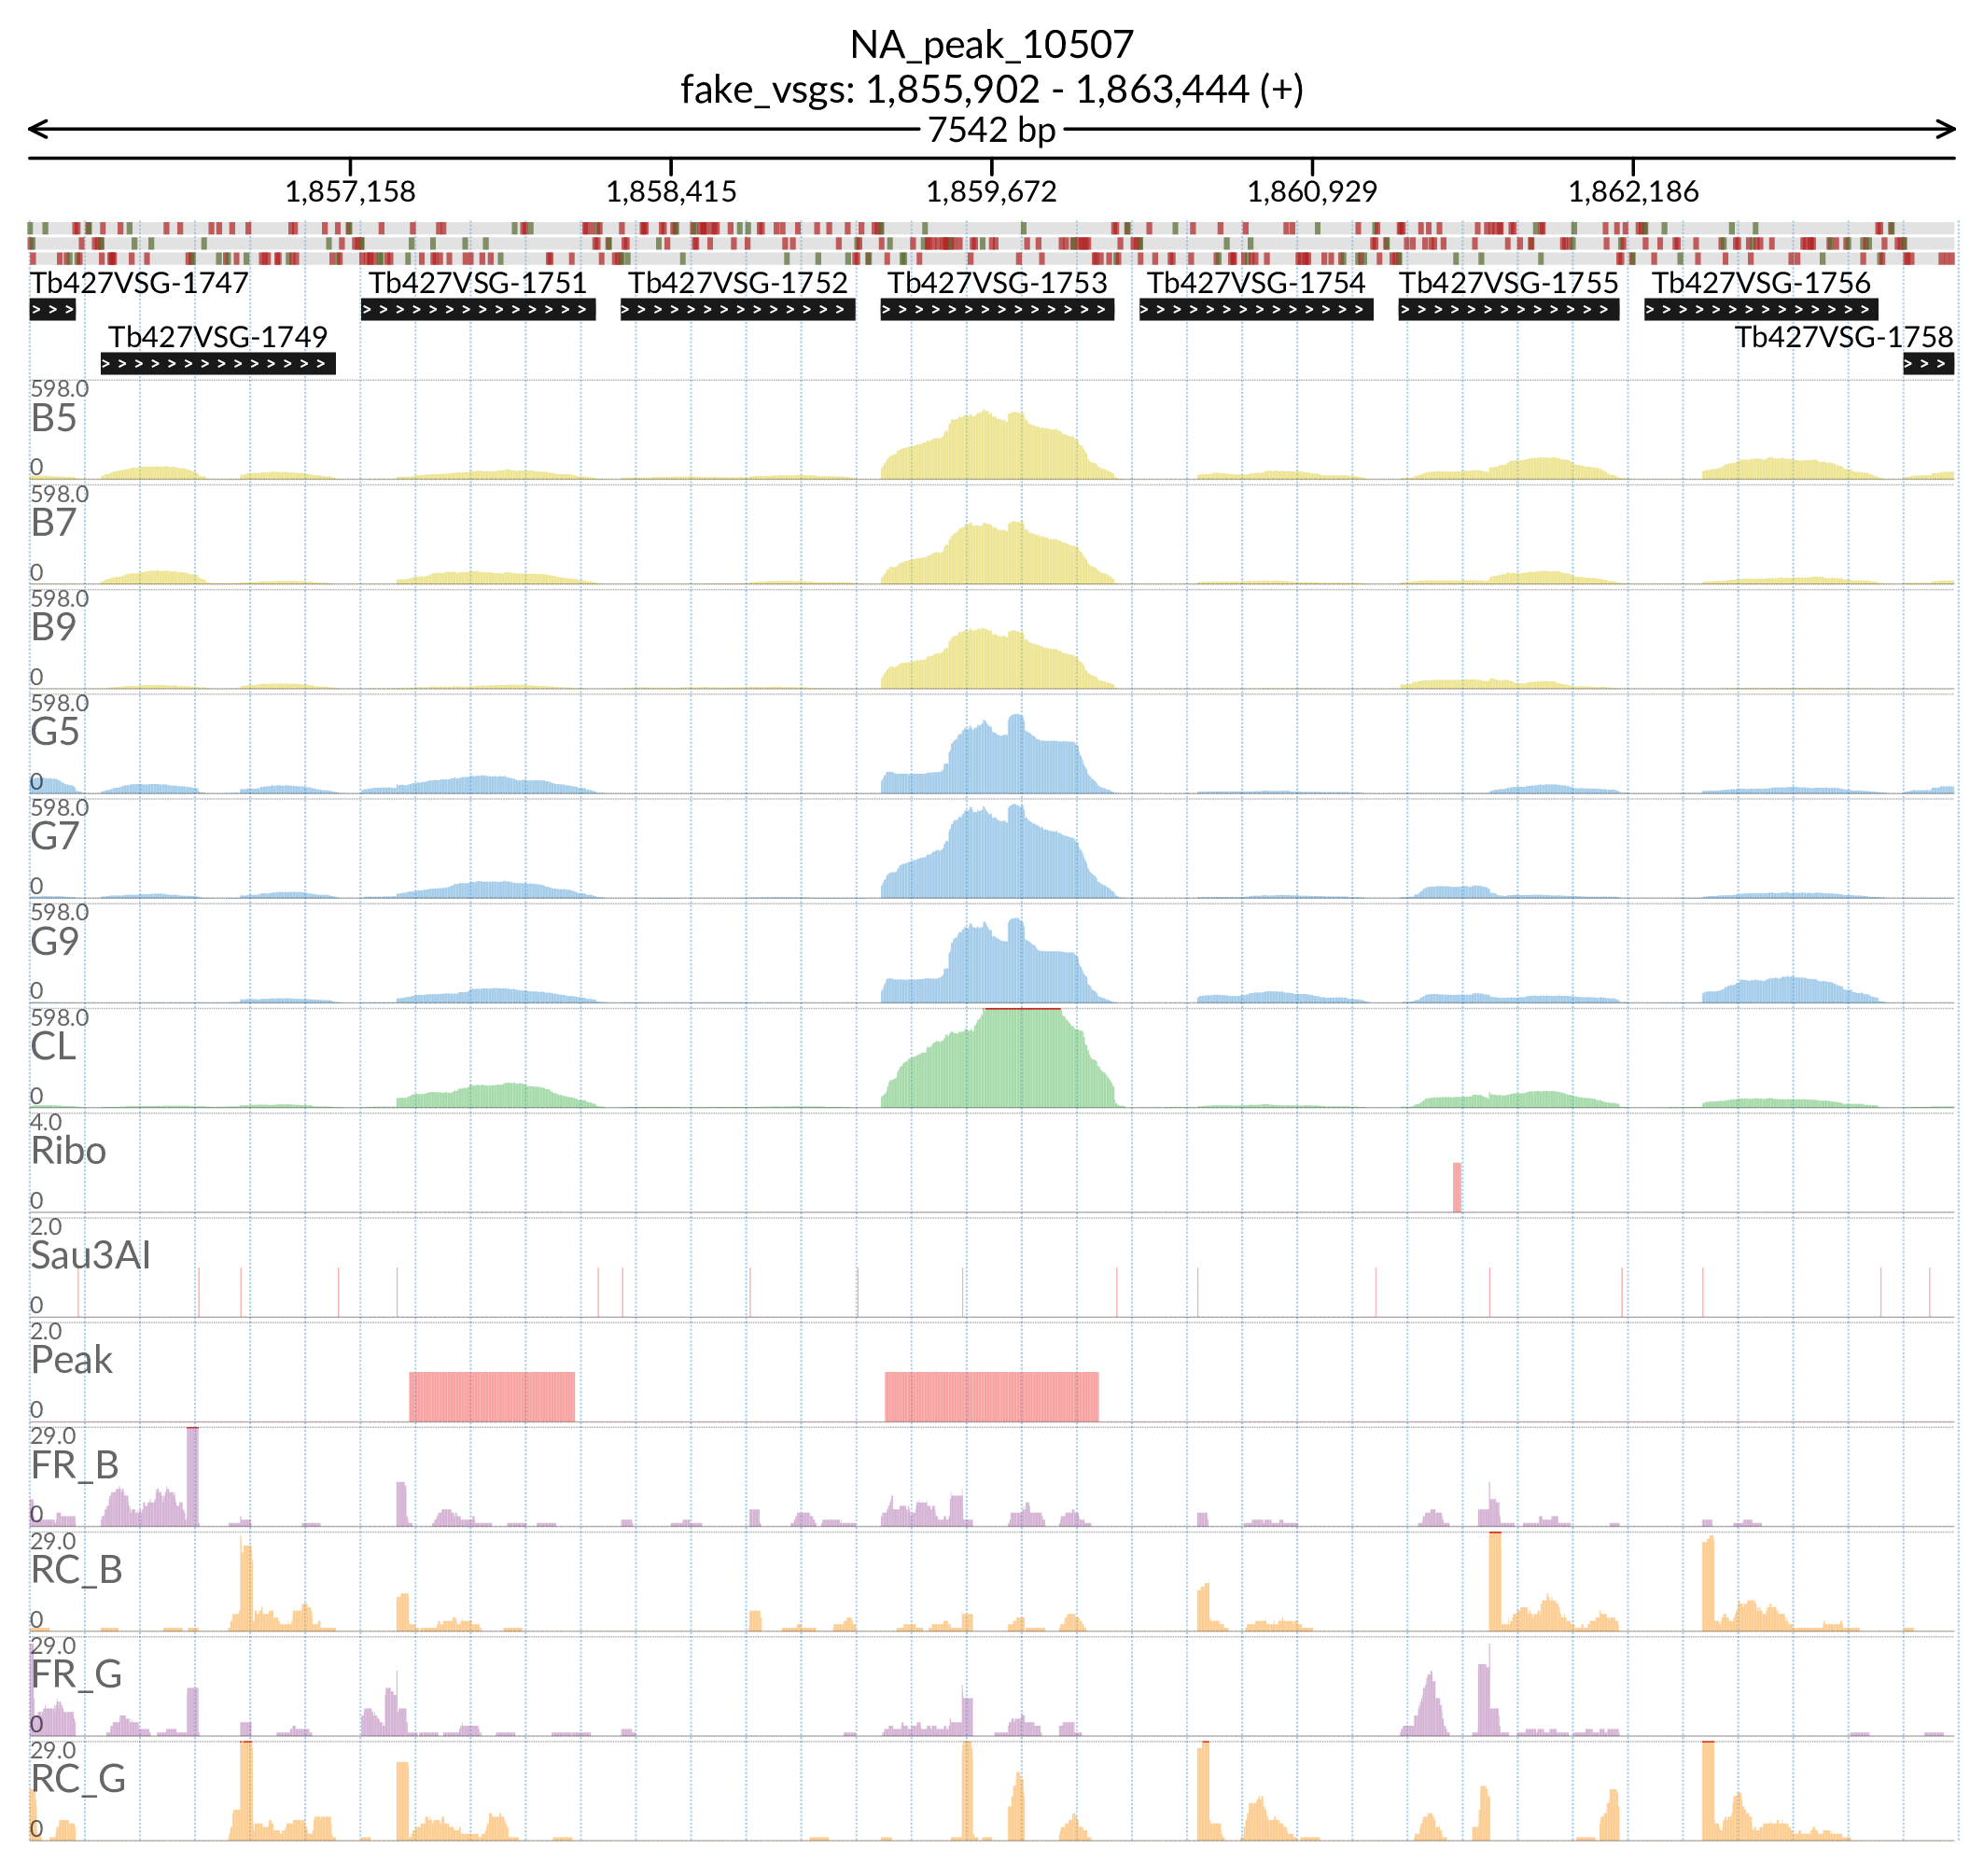 NA_peak_10507
fake_vsgs: 1,855,902 - 1,863,444 (+)
7542 bp
1,857,158 1,858,415 1,859,672 1,860,929 1,862,186
Tb427VSG-1747 Tb427VSG-1751 Tb427VSG-1752 Tb427VSG-1753 Tb427VSG-1754 Tb427VSG-1755 Tb427VSG-1756
Tb427VSG-1749 Tb427VSG-1758
598.0
B5
0
598.0
B7
0
598.0
B9
0
598.0
G5
0
598.0
G7
0
598.0
G9
0
598.0
CL
0
4.0
Ribo
0
2.0
Sau3AI
0
2.0
Peak
0
29.0
FR_B
0
29.0
RC_B
0
29.0
FR_G
0
29.0
RC_G
0